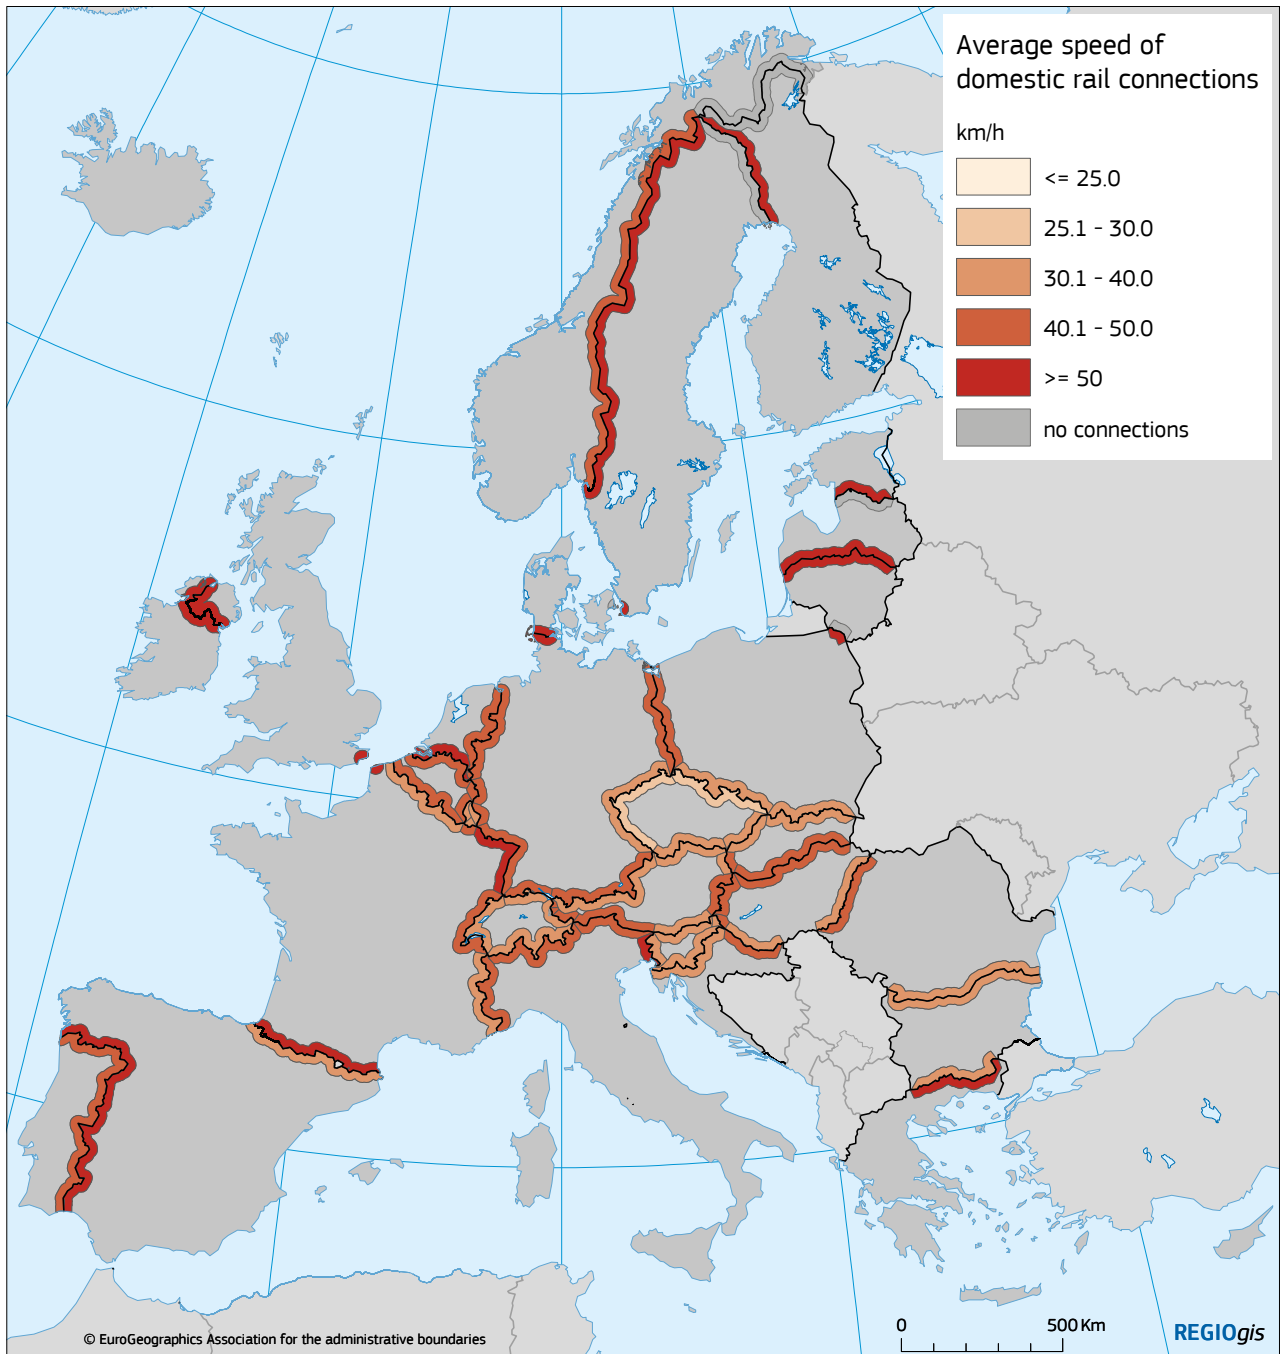 Average speed of
domestic rail connections
km/h
<= 25.0
25.1 - 30.0
30.1 - 40.0
40.1 - 50.0
>= 50
no connections
0 500 Km
REGIOgis
© EuroGeographics Association for the administrative boundaries